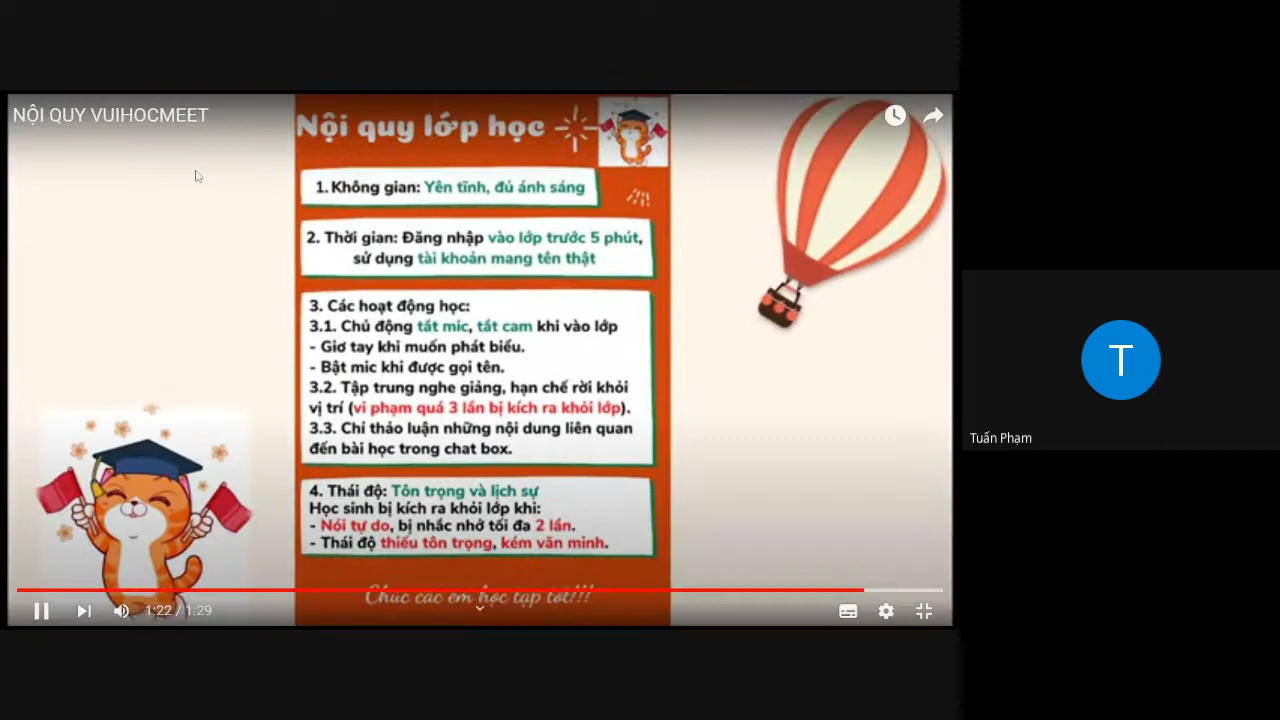 NỘI QUY VUIHOCMEET
Nội quy lớp học
1. Không gian: Yên tĩnh, đủ ánh sáng
2. Thời gian: Đăng nhập vào lớp trước 5 phút,
sử dụng tài khoản mang tên thật
3. Các hoạt động học:
3.1. Chủ động tắt mic, tắt cam khi vào lớp
- Giơ tay khi muốn phát biểu.
- Bật mic khi được gọi tên.
3.2. Tập trung nghe giảng, hạn chế rời khỏi
vị trí (vi phạm quá 3 lần bị kích ra khỏi lớp).
3.3. Chỉ thảo luận những nội dung liên quan
đến bài học trong chat box.
4. Thái độ: Tôn trọng và lịch sự
Học sinh bị kích ra khỏi lớp khi:
- Nói tự do, bị nhắc nhở tối đa 2 lần.
- Thái độ thiếu tôn trọng, kém văn minh.
Chúc các em học tập tốt!!!
1:22 / 1:29
T
Tuấn Phạm